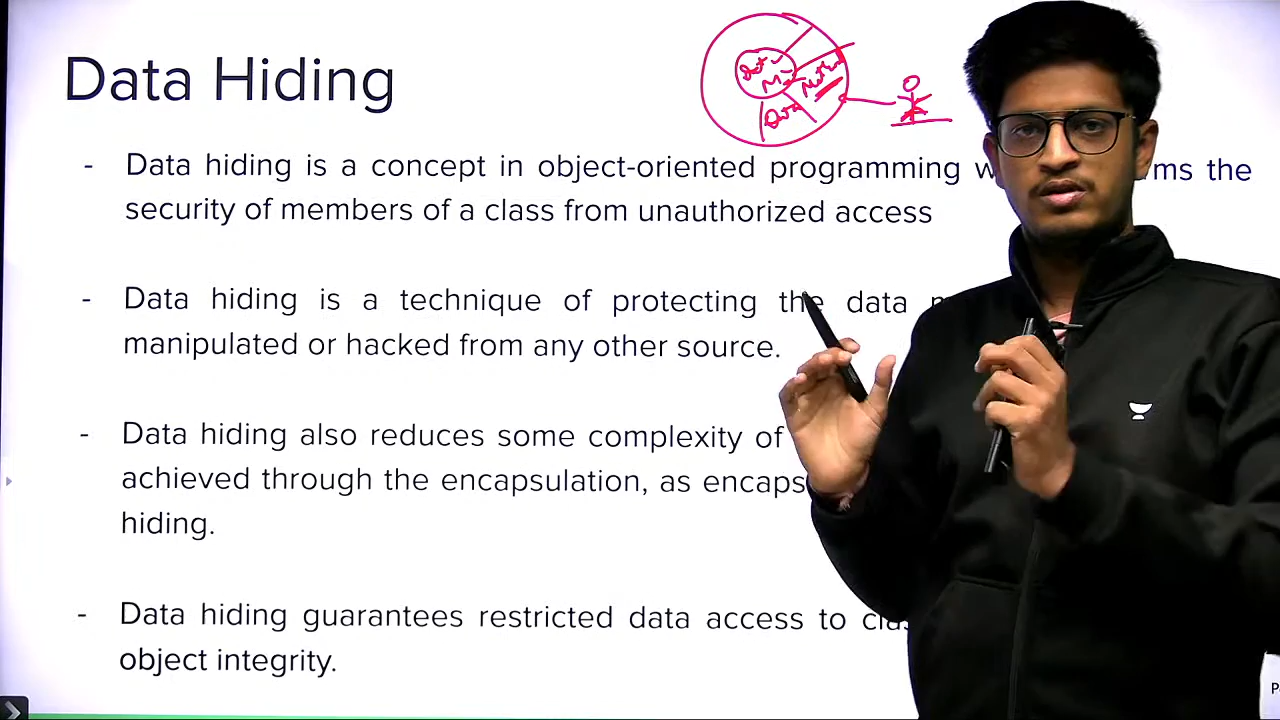 Data Hiding
- Data hiding is a concept in object-oriented programming ms the
security of members of a class from unauthorized access
- Data hiding is a technique of protecting the data
manipulated or hacked from any other source.
- Data hiding also reduces some complexity of
achieved through the encapsulation, as encaps
hiding.
- Data hiding guarantees restricted data access to
object integrity.
Data